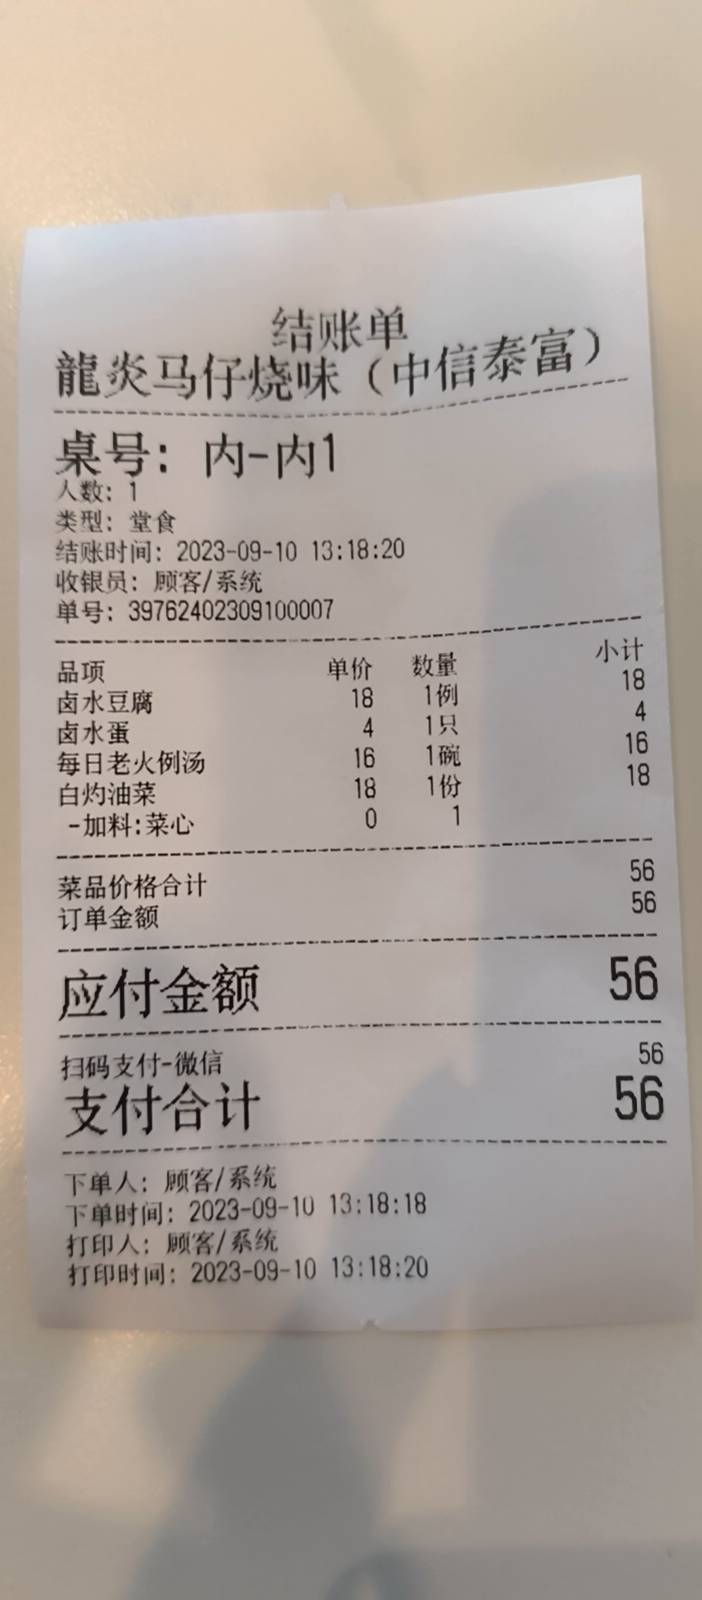 结账单
龍炎马仔烧味（中信泰富）
桌号：内-内1
人数：1
类型：堂食
结账时间：2023-09-10 13:18:20
收银员：顾客/系统
单号：39762402309100007
品项 单价 数量 小计
卤水豆腐 18 1例 18
卤水蛋 4 1只 4
每日老火例汤 16 1碗 16
白灼油菜 18 1份 18
-加料:菜心 0 1
菜品价格合计 56
订单金额 56
应付金额 56
扫码支付-微信 56
支付合计 56
下单人：顾客/系统
下单时间：2023-09-10 13:18:18
打印人：顾客/系统
打印时间：2023-09-10 13:18:20